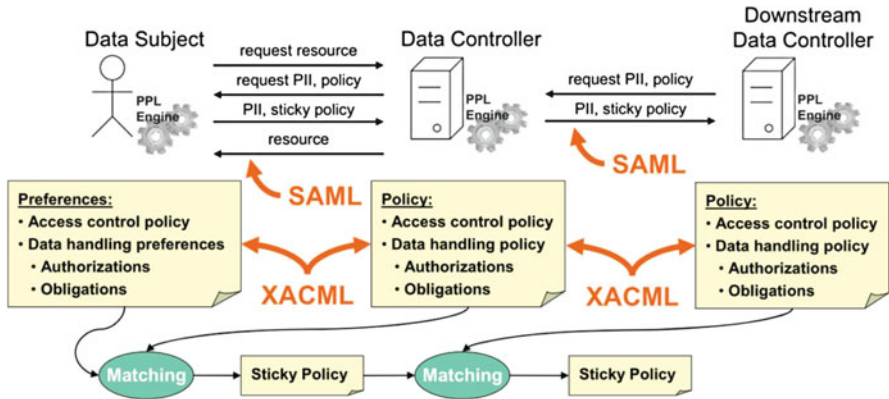 Data Subject
Data Controller
Downstream
Data Controller
request resource
request PII, policy
PII, sticky policy
resource
request PII, policy
PII, sticky policy
PPL
Engine
PPL
Engine
PPL
Engine
SAML
SAML
Preferences:
• Access control policy
• Data handling preferences
• Authorizations
• Obligations
Policy:
• Access control policy
• Data handling policy
• Authorizations
• Obligations
Policy:
• Access control policy
• Data handling policy
• Authorizations
• Obligations
XACML
XACML
Matching
Sticky Policy
Matching
Sticky Policy